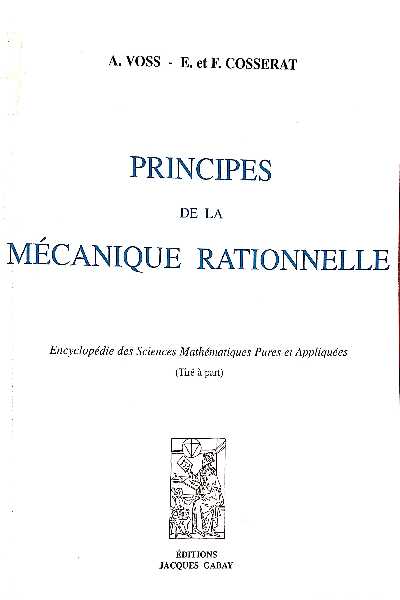 A. VOSS - E. et F. COSSERAT
PRINCIPES
DE LA
MÉCANIQUE RATIONNELLE
Encyclopédie des Sciences Mathématiques Pures et Appliquées
(Tiré à part)
ÉDITIONS
JACQUES GABAY